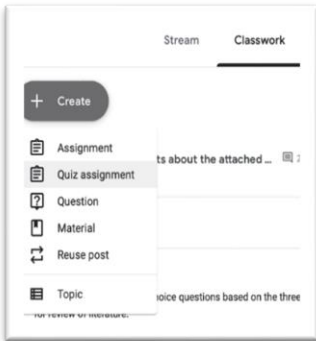 Stream Classwork
+ Create
Assignment
ts about the attached ...
Quiz assignment
Question
Material
Reuse post
Topic
oice questions based on the three
for review of literature.